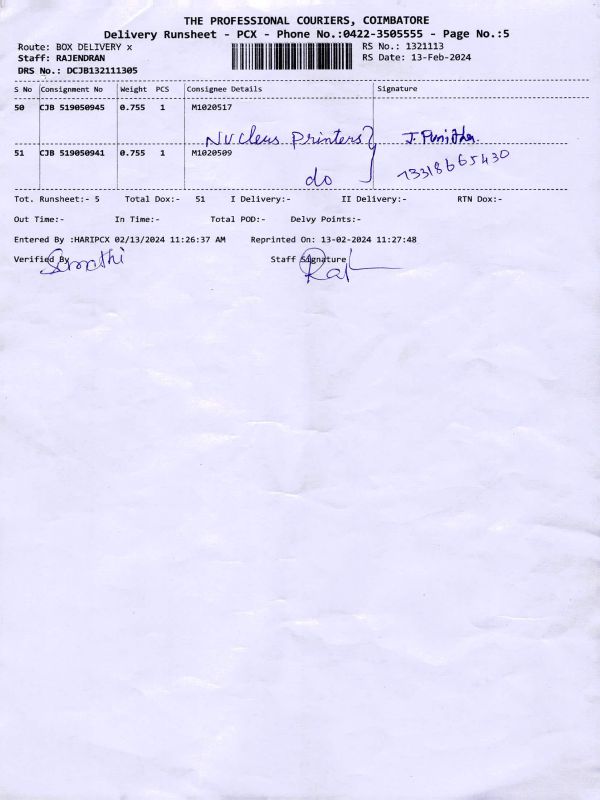 THE PROFESSIONAL COURIERS, COIMBATORE
Delivery Runsheet - PCX - Phone No.:0422-3505555 - Page No.:5
Route: BOX DELIVERY x RS No.: 1321113
Staff: RAJENDRAN RS Date: 13-Feb-2024
DRS No.: DCJB132111305
S No Consignment No Weight PCS Consignee Details Signature
50 CJB 519050945 0.755 1 M1020517
Nucleus Printers J. Punitha
51 CJB 519050941 0.755 1 M1020509
do
Tot. Runsheet:- 5 Total Dox:- 51 I Delivery:- II Delivery:- RTN Dox:-
Out Time:- In Time:- Total POD:- Delvy Points:-
Entered By :HARIPCX 02/13/2024 11:26:37 AM Reprinted On: 13-02-2024 11:27:48
Verified By Staff Signature